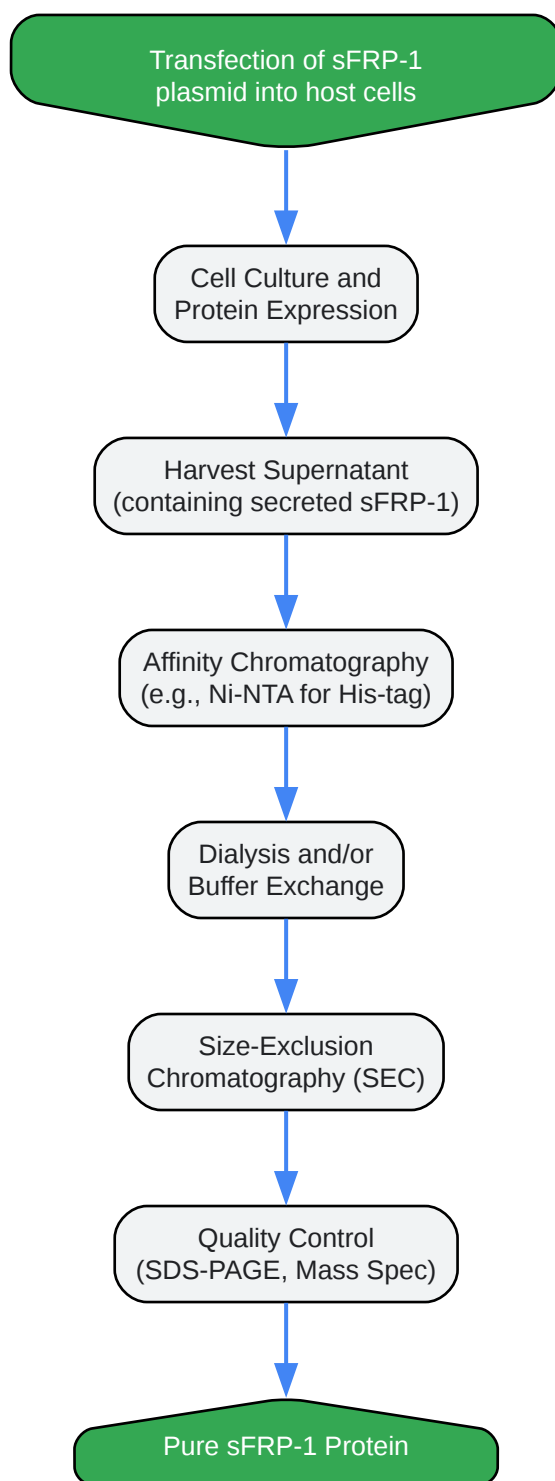 Transfection of sFRP-1
plasmid into host cells
Cell Culture and
Protein Expression
Harvest Supernatant
(containing secreted sFRP-1)
Affinity Chromatography
(e.g., Ni-NTA for His-tag)
Dialysis and/or
Buffer Exchange
Size-Exclusion
Chromatography (SEC)
Quality Control
(SDS-PAGE, Mass Spec)
Pure sFRP-1 Protein